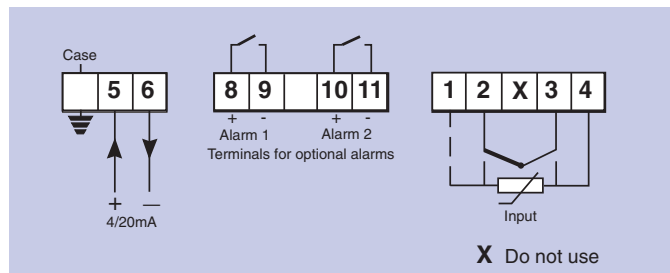 Case
5 6
+ —
4/20mA
8 9 10 11
+ - + -
Alarm 1 Alarm 2
Terminals for optional alarms
1 2 X 3 4
Input
X Do not use